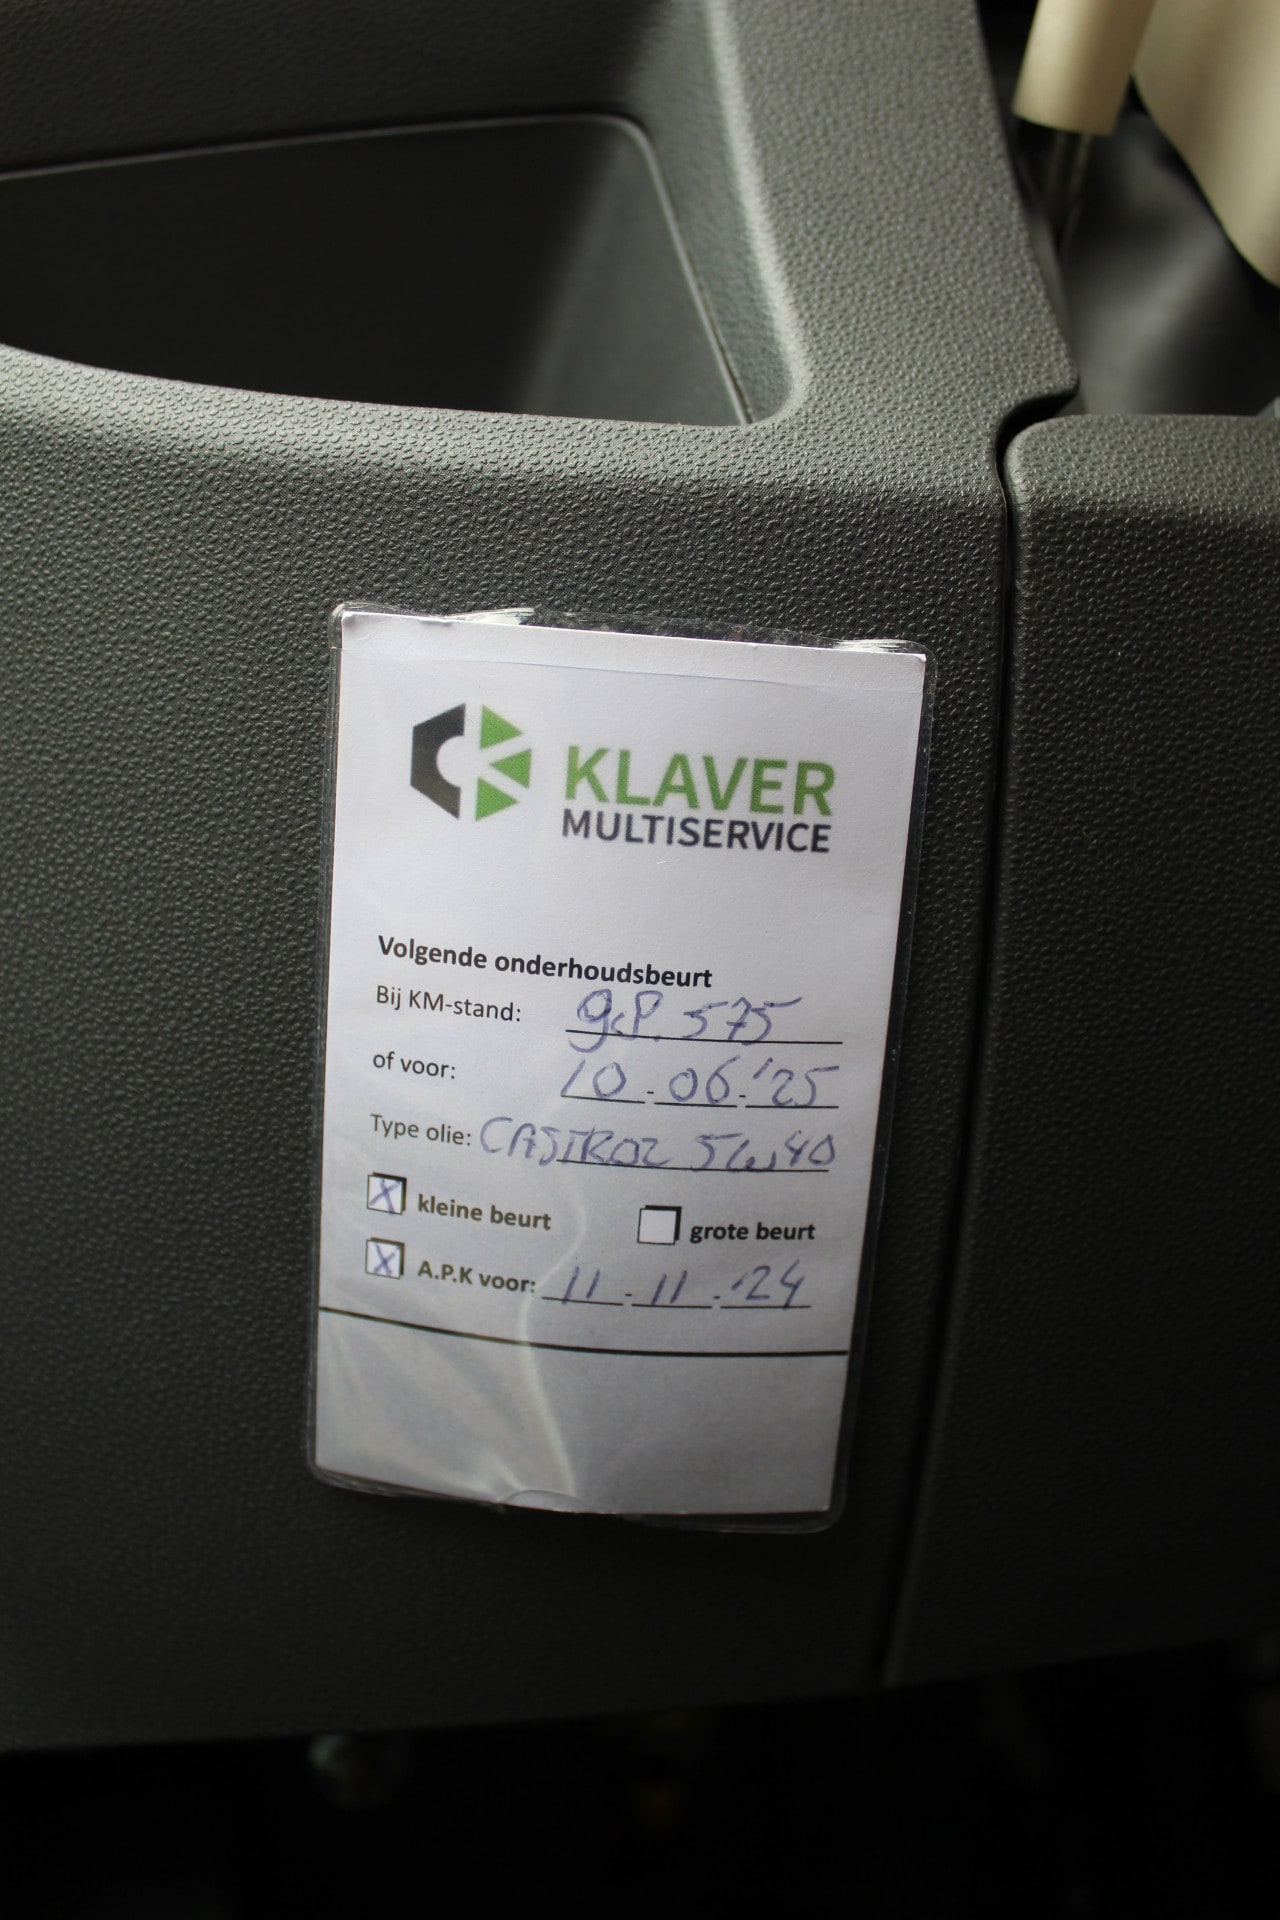 KLAVER
MULTISERVICE
Volgende onderhoudsbeurt
Bij KM-stand: 575
of voor: 10-06-'25
Type olie: CASTROL 5W40
X kleine beurt grote beurt
X A.P.K voor: 11-11-'24